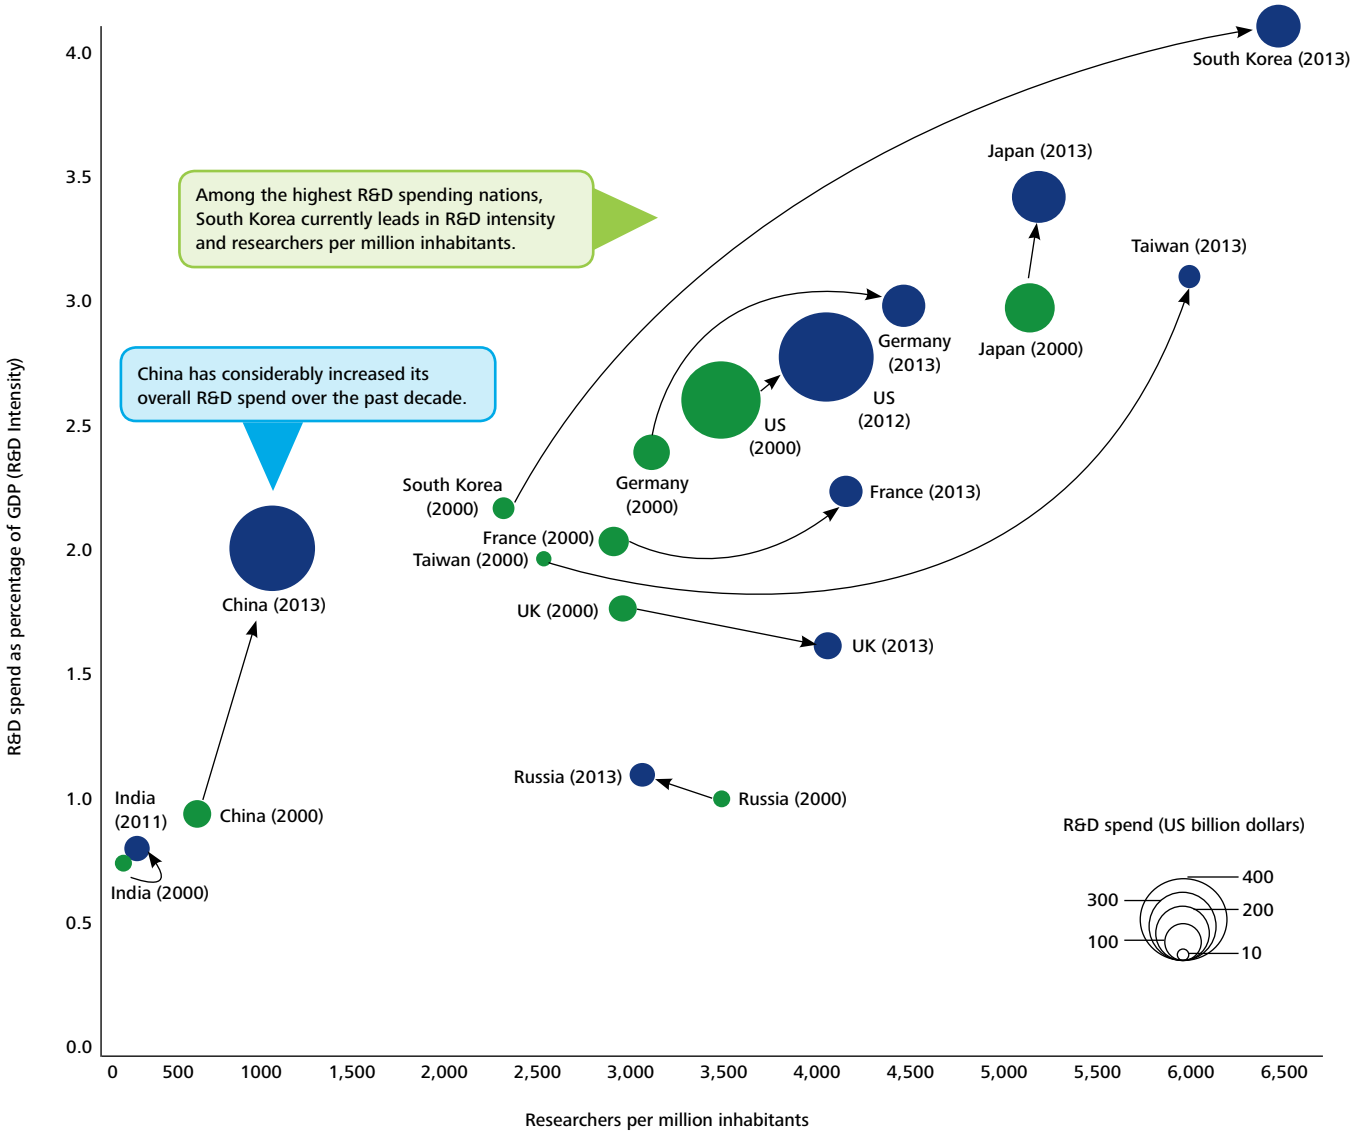 4.0
South Korea (2013)
Japan (2013)
3.5
Among the highest R&D spending nations,
South Korea currently leads in R&D intensity
and researchers per million inhabitants.
Taiwan (2013)
3.0
Germany
(2013)
Japan (2000)
China has considerably increased its
overall R&D spend over the past decade.
US
(2012)
2.5
US
(2000)
South Korea
(2000)
Germany
(2000)
France (2013)
France (2000)
2.0
Taiwan (2000)
China (2013)
UK (2000)
UK (2013)
1.5
Russia (2013)
Russia (2000)
1.0
India
(2011)
China (2000)
India (2000)
R&D spend (US billion dollars)
400
300
200
100
10
0.5
0.0
R&D spend as percentage of GDP (R&D Intensity)
0 500 1000 1,500 2,000 2,500 3,000 3,500 4,000 4,500 5,000 5,500 6,000 6,500
Researchers per million inhabitants